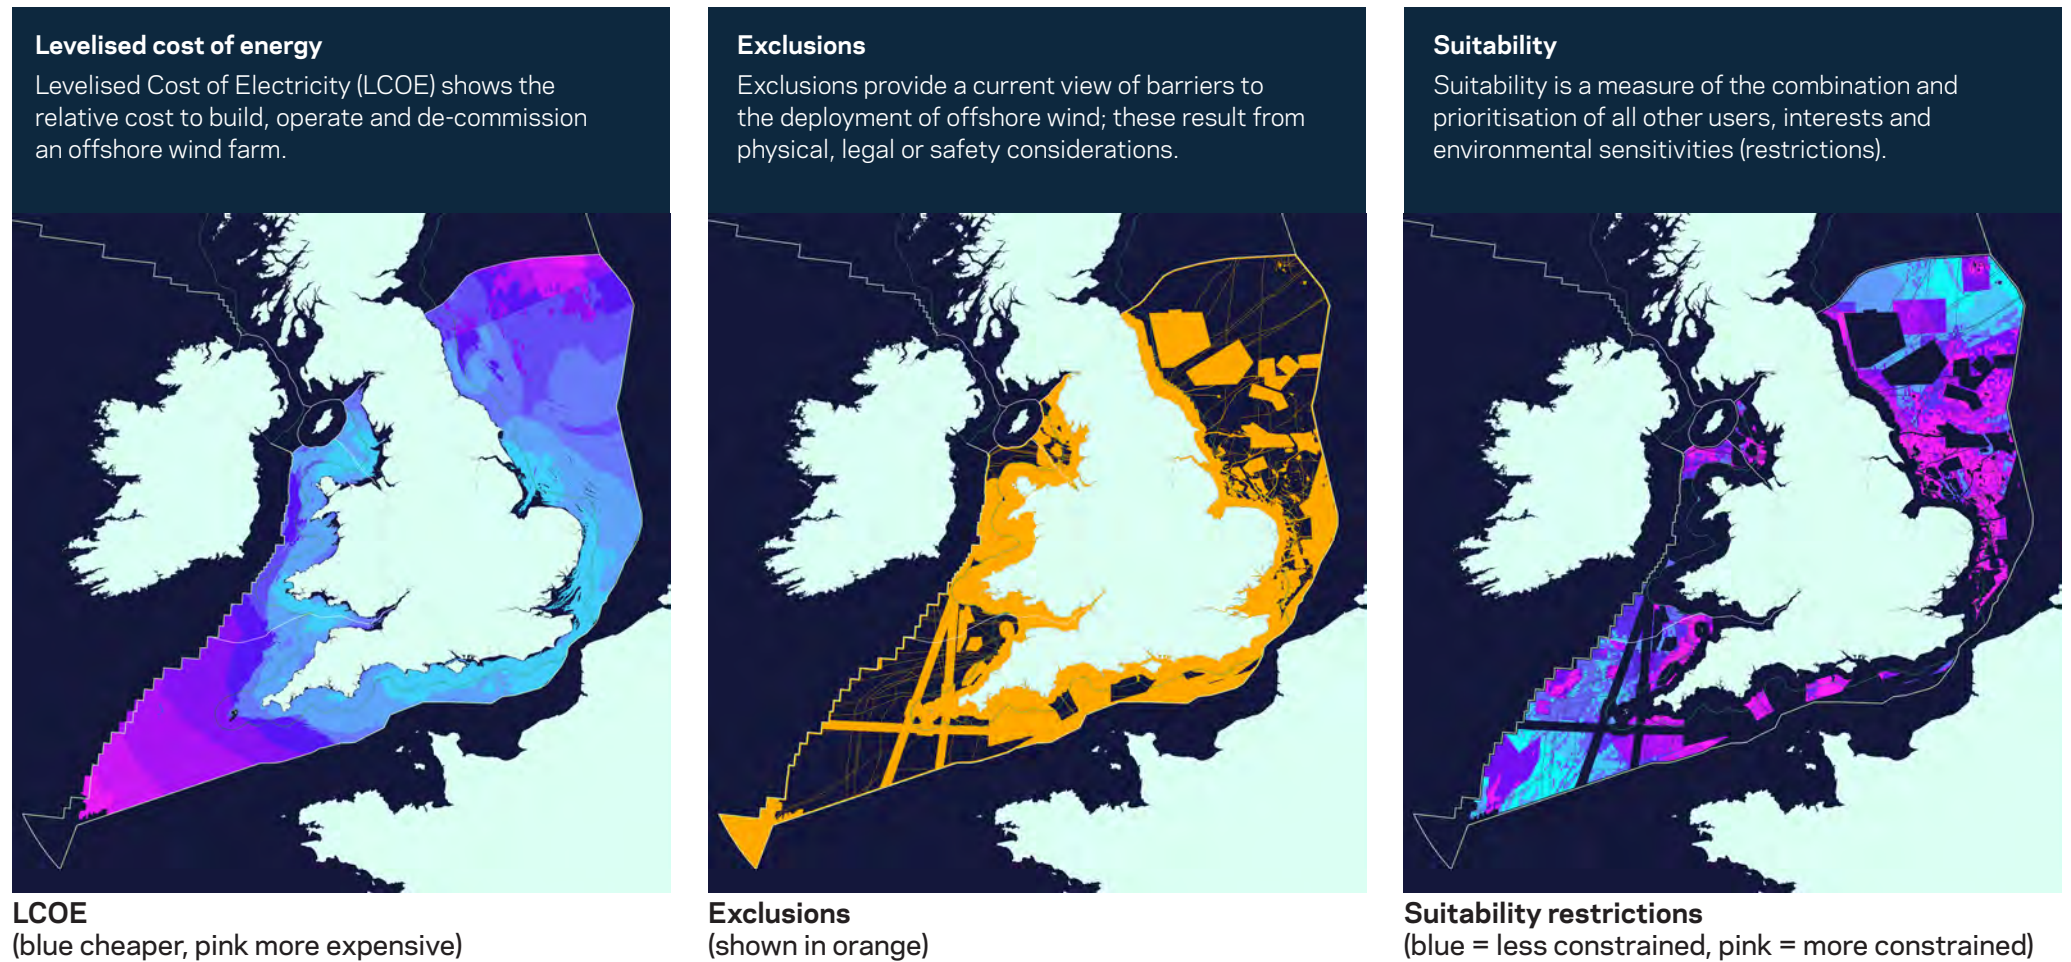 Levelised cost of energy
Levelised Cost of Electricity (LCOE) shows the
relative cost to build, operate and de-commission
an offshore wind farm.
LCOE
(blue cheaper, pink more expensive)
Exclusions
Exclusions provide a current view of barriers to
the deployment of offshore wind; these result from
physical, legal or safety considerations.
Exclusions
(shown in orange)
Suitability
Suitability is a measure of the combination and
prioritisation of all other users, interests and
environmental sensitivities (restrictions).
Suitability restrictions
(blue = less constrained, pink = more constrained)